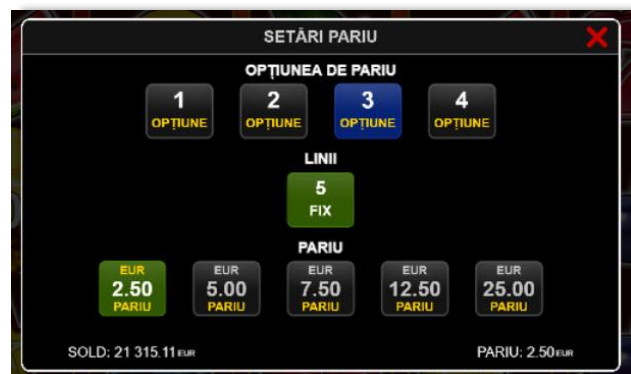 SETĂRI PARIU
OPȚIUNEA DE PARIU
1 2 3 4
OPȚIUNE OPȚIUNE OPȚIUNE OPȚIUNE
LINII
5
FIX
PARIU
EUR EUR EUR EUR EUR
2.50 5.00 7.50 12.50 25.00
PARIU PARIU PARIU PARIU PARIU
SOLD: 21 315.11 EUR PARIU: 2.50 EUR